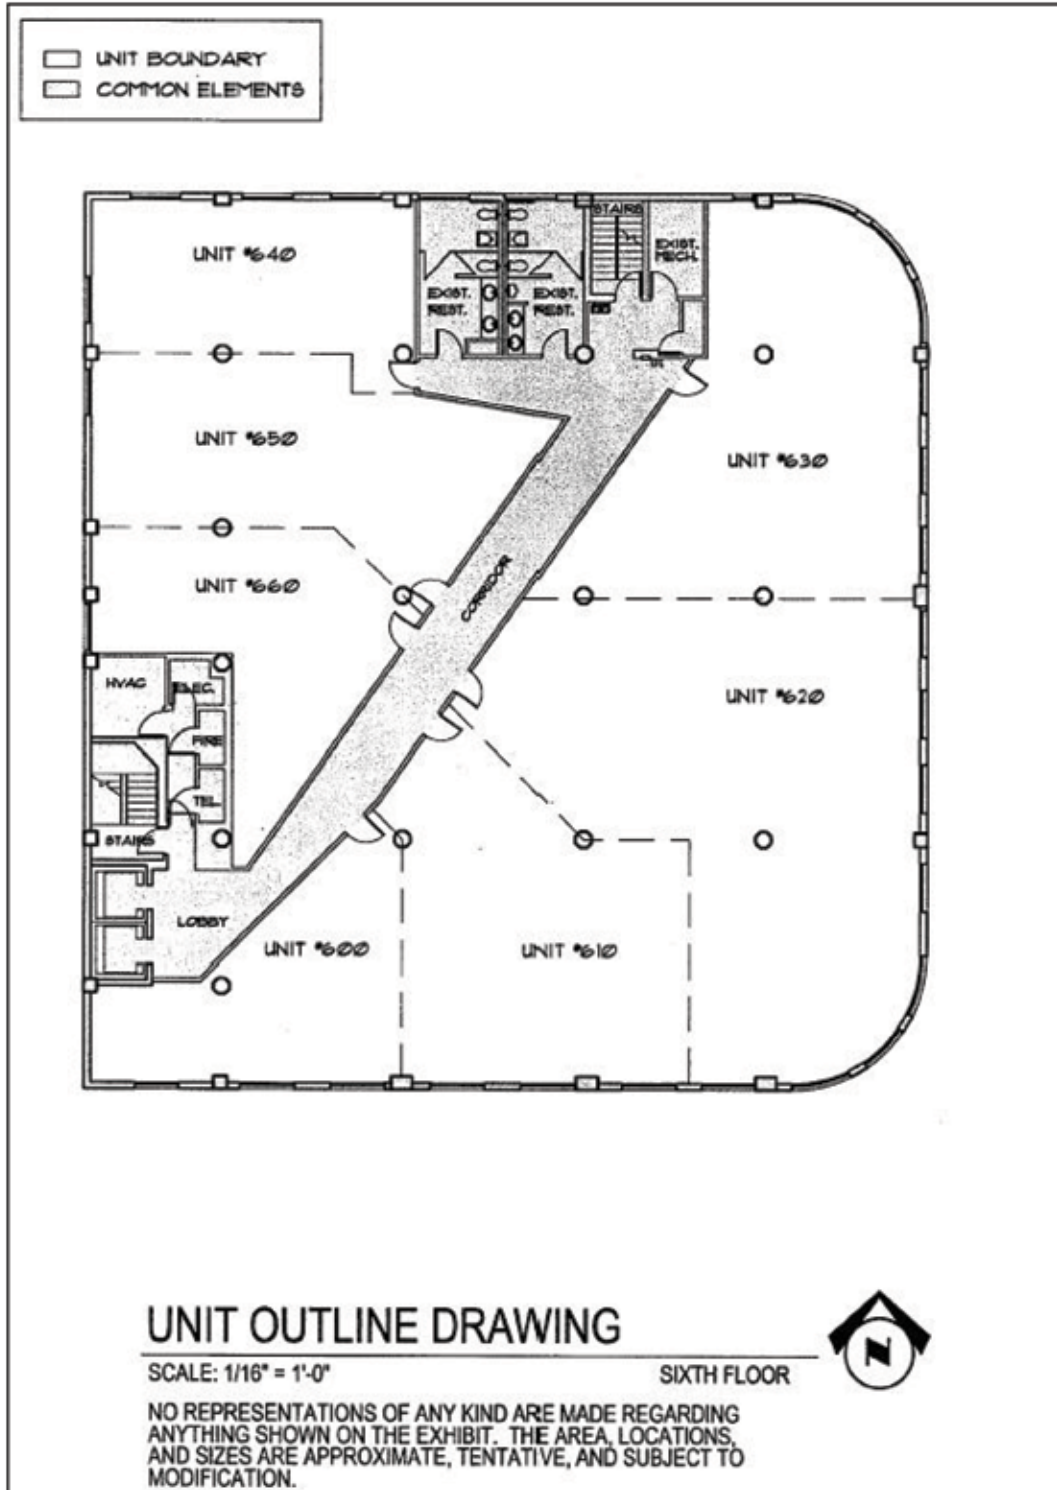 UNIT BOUNDARY
COMMON ELEMENTS
STAIRS
UNIT #640
EXIST.
MECH.
EXIST.
REST.
EXIST.
REST.
UNIT #650
UNIT #630
CORRIDOR
UNIT #660
HVAC
ELEC.
UNIT #620
FIRE
TEL.
STAIRS
LOBBY
UNIT #600
UNIT #610
UNIT OUTLINE DRAWING
SCALE: 1/16" = 1'-0"
SIXTH FLOOR
N
NO REPRESENTATIONS OF ANY KIND ARE MADE REGARDING
ANYTHING SHOWN ON THE EXHIBIT. THE AREA, LOCATIONS,
AND SIZES ARE APPROXIMATE, TENTATIVE, AND SUBJECT TO
MODIFICATION.